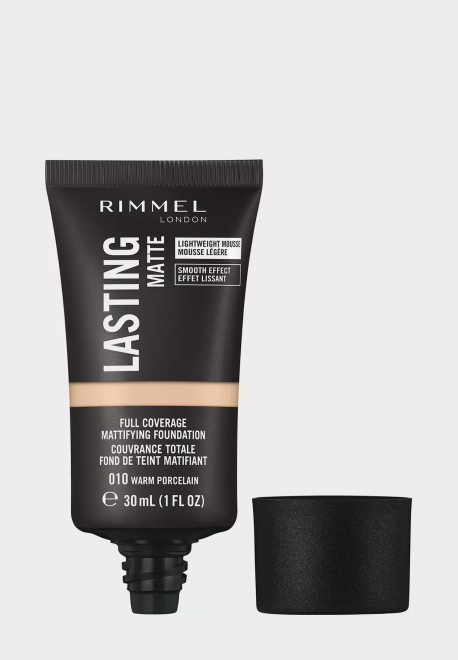 RIMMEL
LONDON
LASTING
MATTE
LIGHTWEIGHT MOUSSE
MOUSSE LÉGÈRE
SMOOTH EFFECT
EFFET LISSANT
FULL COVERAGE
MATTIFYING FOUNDATION
COUVRANCE TOTALE
FOND DE TEINT MATIFIANT
010 WARM PORCELAIN
℮ 30 mL (1 FL OZ)